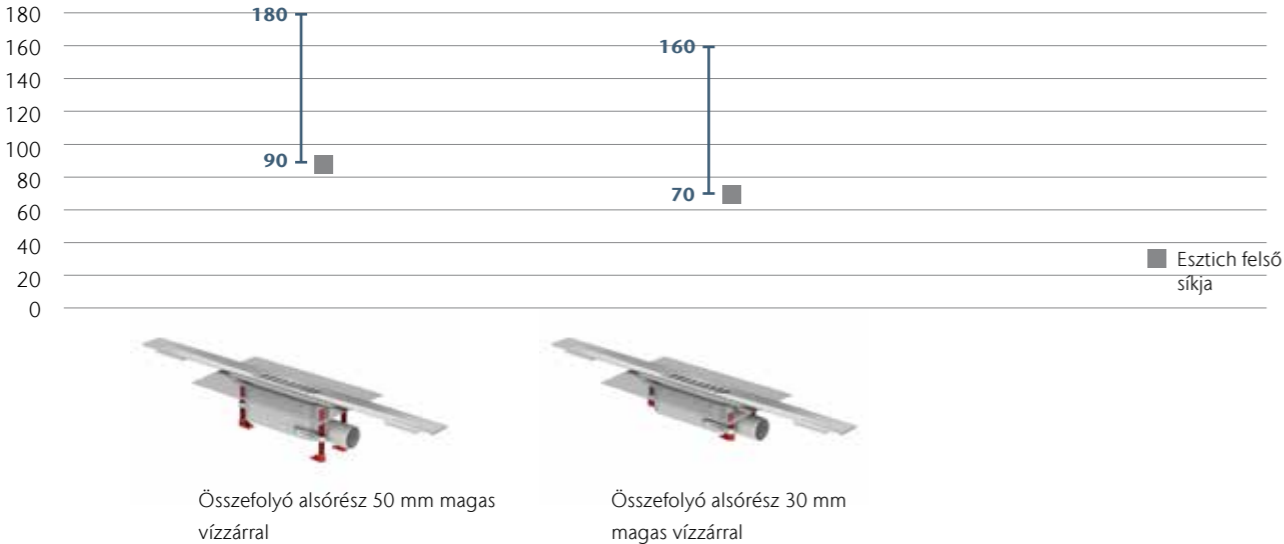 180
160
140
120
100
80
60
40
20
0
180
90
160
70
Esztich felső
síkja
Összefolyó alsórész 50 mm magas
vízzárral
Összefolyó alsórész 30 mm
magas vízzárral